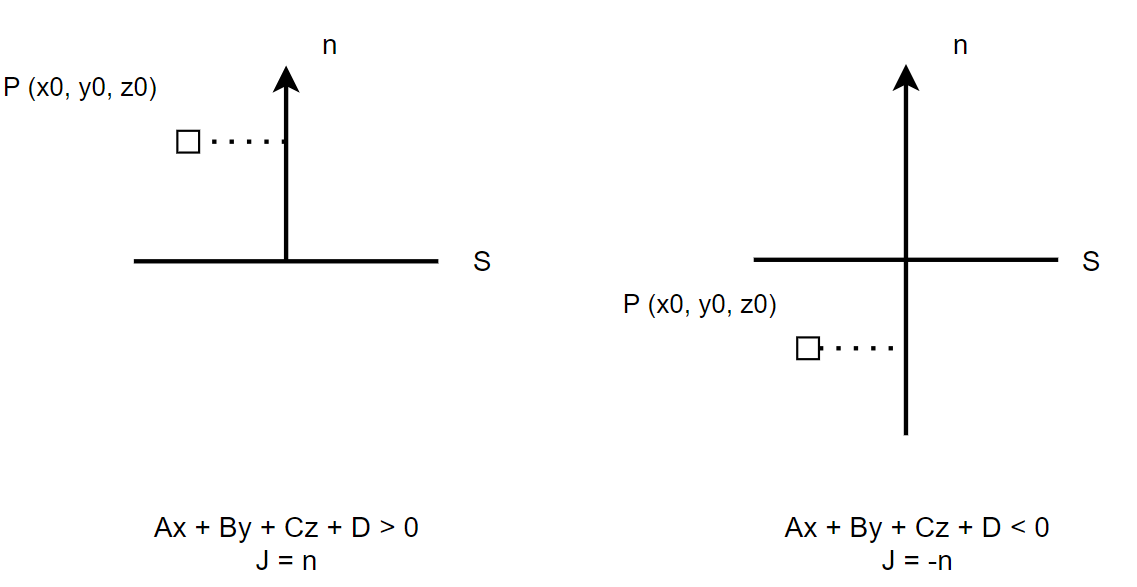 n
P (x0, y0, z0)
S
Ax + By + Cz + D > 0
J = n
n
S
P (x0, y0, z0)
Ax + By + Cz + D < 0
J = -n